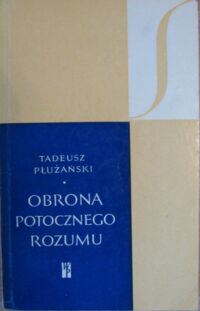 TADEUSZ
PŁUŻAŃSKI
OBRONA
POTOCZNEGO
ROZUMU